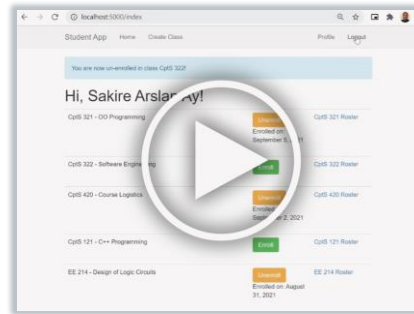 localhost:5000/index
Student App Home Create Class Profile Logout
You are now un-enrolled in class CptS 322!
Hi, Sakire Arslan Ay!
CptS 321 - OO Programming Unenroll CptS 321 Roster
Enrolled on:
September 9, 2021
CptS 322 - Software Engineering Enroll CptS 322 Roster
CptS 420 - Course Logistics Unenroll CptS 420 Roster
Enrolled on:
September 2, 2021
CptS 121 - C++ Programming Enroll CptS 121 Roster
EE 214 - Design of Logic Circuits Unenroll EE 214 Roster
Enrolled on: August
31, 2021